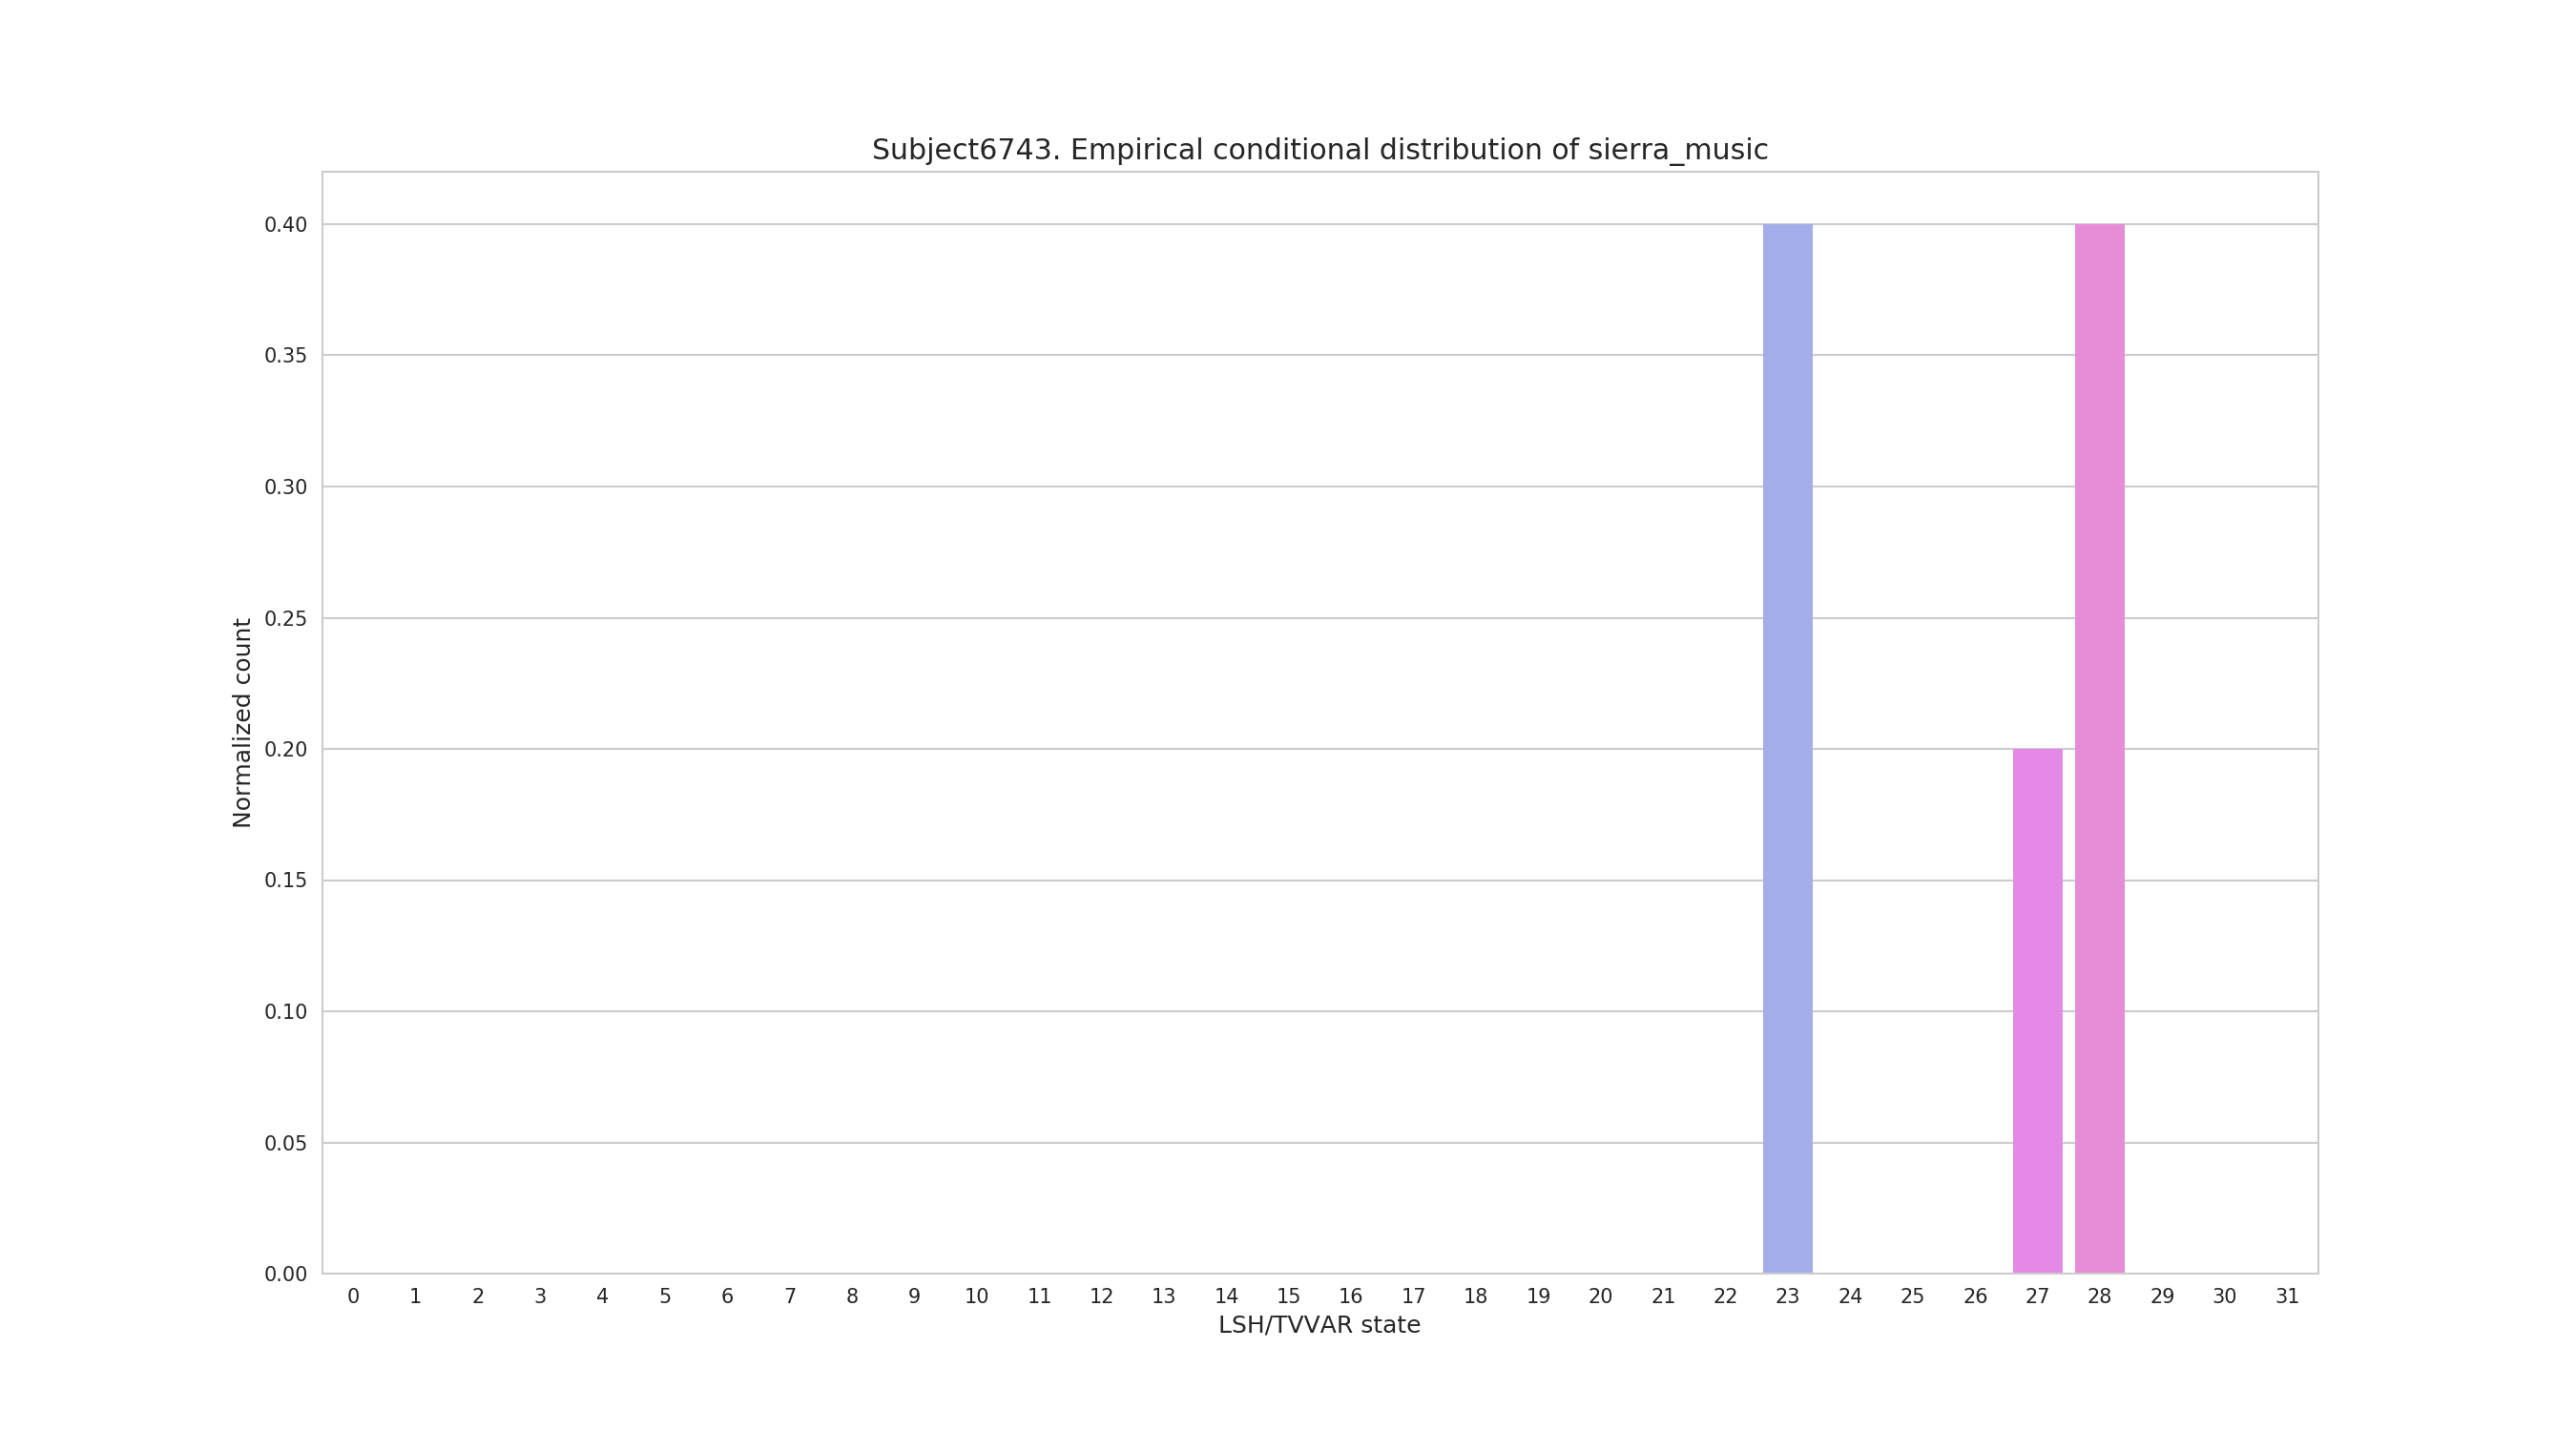 Subject6743. Empirical conditional distribution of sierra_music
0.40
0.35
0.30
0.25
0.20
0.15
0.10
0.05
0.00
Normalized count
0 1 2 3 4 5 6 7 8 9 10 11 12 13 14 15 16 17 18 19 20 21 22 23 24 25 26 27 28 29 30 31
LSH/TVVAR state